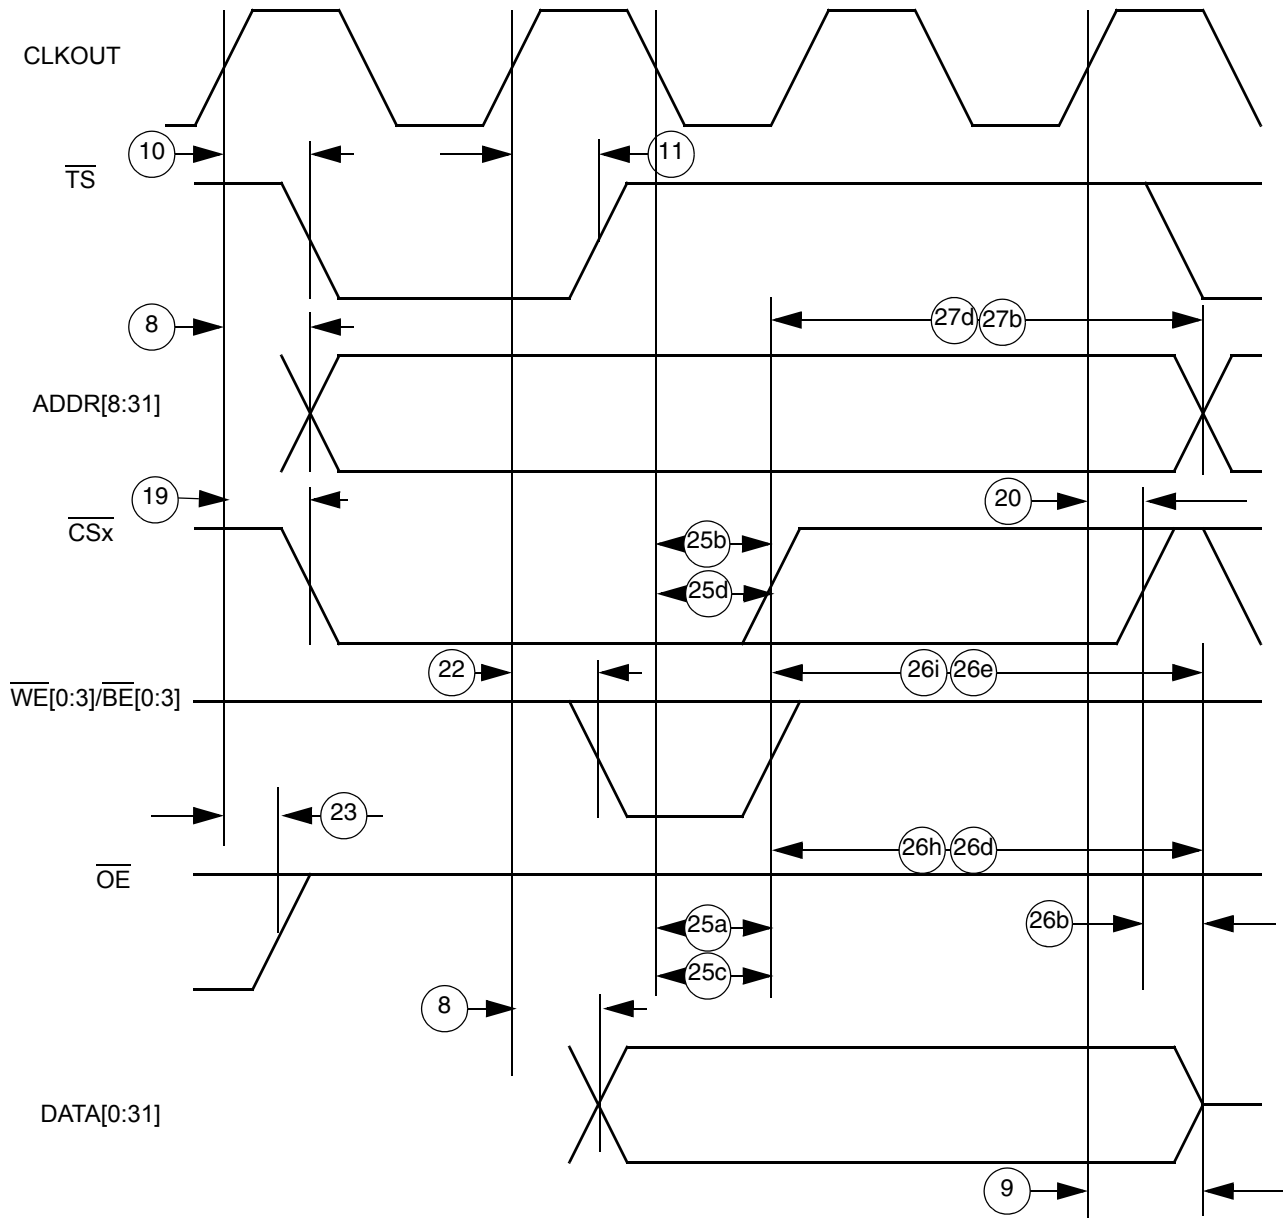 CLKOUT
10
11
TS
8
27d 27b
ADDR[8:31]
19
20
CSx
25b
25d
22
26i 26e
WE[0:3]/BE[0:3]
23
26h 26d
OE
25a
26b
25c
8
DATA[0:31]
9